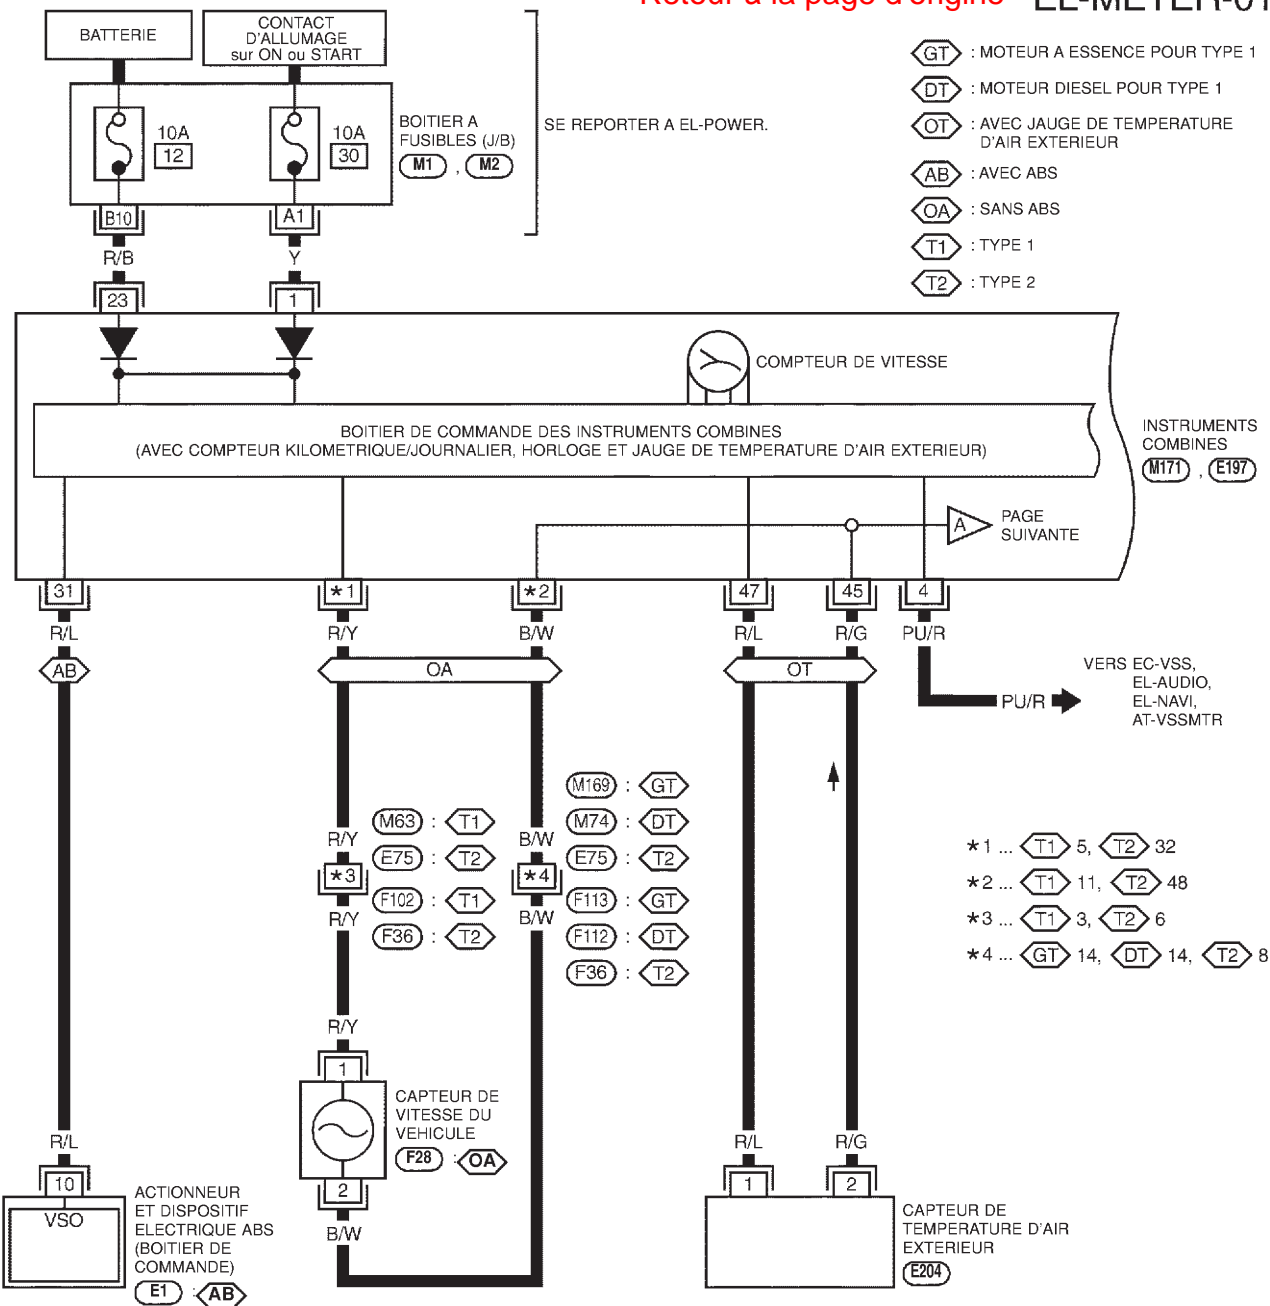 Retour à la page d'origine EL-METER-01
BATTERIE
CONTACT
D'ALLUMAGE
sur ON ou START
10A
12
10A
30
BOITIER A
FUSIBLES (J/B)
M1 , M2
SE REPORTER A EL-POWER.
GT : MOTEUR A ESSENCE POUR TYPE 1
DT : MOTEUR DIESEL POUR TYPE 1
OT : AVEC JAUGE DE TEMPERATURE
D'AIR EXTERIEUR
AB : AVEC ABS
OA : SANS ABS
T1 : TYPE 1
T2 : TYPE 2
B10 A1
R/B Y
23 1
COMPTEUR DE VITESSE
BOITIER DE COMMANDE DES INSTRUMENTS COMBINES
(AVEC COMPTEUR KILOMETRIQUE/JOURNALIER, HORLOGE ET JAUGE DE TEMPERATURE D'AIR EXTERIEUR)
INSTRUMENTS
COMBINES
M171 , E197
A
PAGE
SUIVANTE
31 *1 *2 47 45 4
R/L R/Y B/W R/L R/G PU/R
AB OA OT
PU/R
VERS EC-VSS,
EL-AUDIO,
EL-NAVI,
AT-VSSMTR
R/Y
*3
R/Y
M63 : T1
E75 : T2
F102 : T1
F36 : T2
B/W
*4
B/W
M169 : GT
M74 : DT
E75 : T2
F113 : GT
F112 : DT
F36 : T2
*1 ... T1 5, T2 32
*2 ... T1 11, T2 48
*3 ... T1 3, T2 6
*4 ... GT 14, DT 14, T2 8
R/Y
1
CAPTEUR DE
VITESSE DU
VEHICULE
F28 : OA
2
B/W
R/L
10
VSO
ACTIONNEUR
ET DISPOSITIF
ELECTRIQUE ABS
(BOITIER DE
COMMANDE)
E1 : AB
R/L R/G
1 2
CAPTEUR DE
TEMPERATURE D'AIR
EXTERIEUR
E204